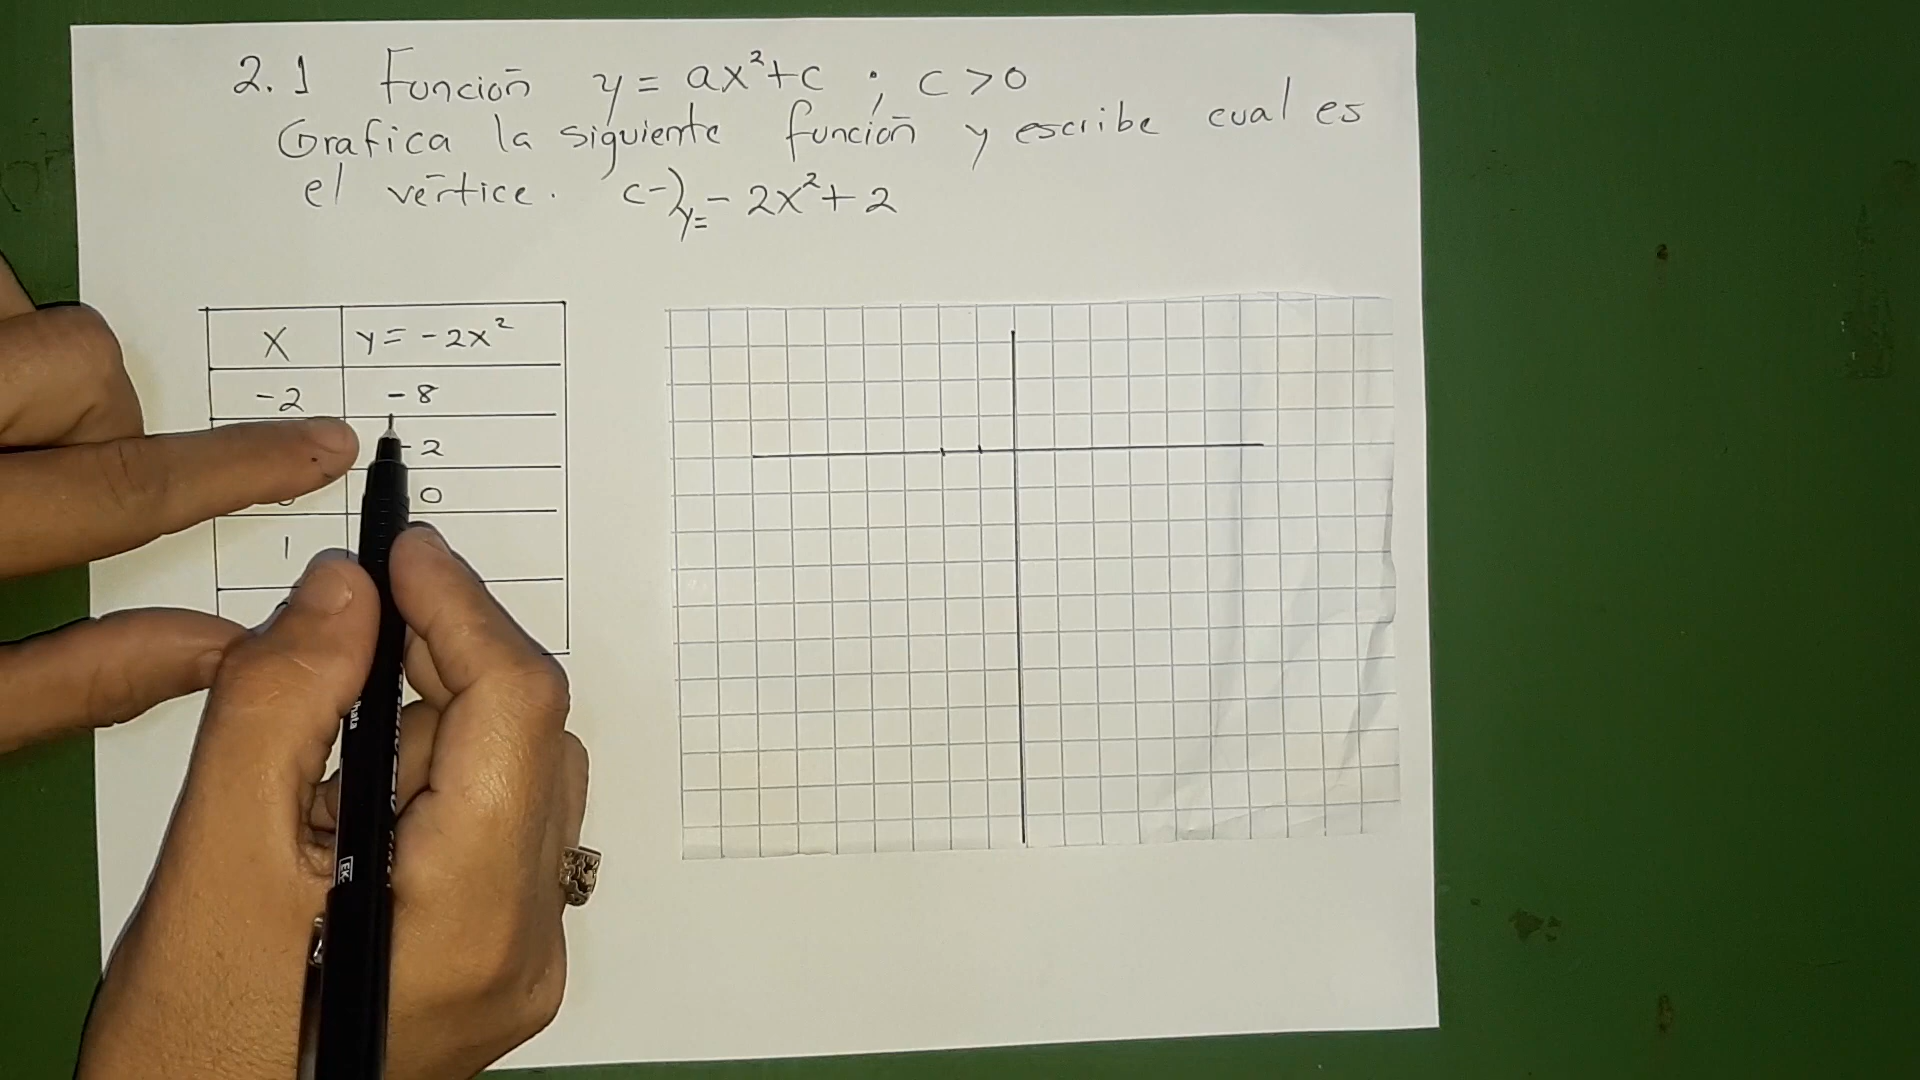 2.1 Función y = ax²+c ; c > 0
Grafica la siguiente función y escribe cual es
el vértice. c-) y= - 2x² + 2
x y = -2x²
-2 -8
-2
0
1